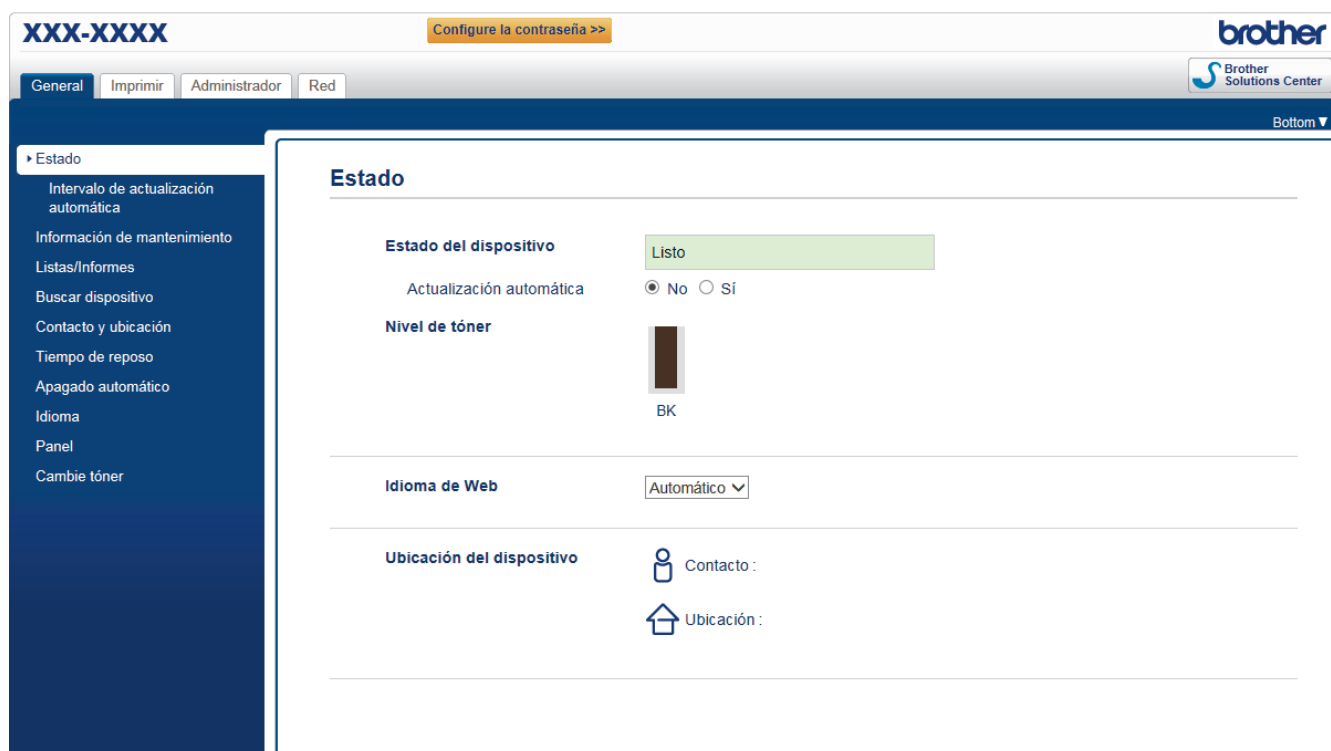 XXX-XXXX
Configure la contraseña >>
brother
General
Imprimir
Administrador
Red
Brother
Solutions Center
Bottom▼
Estado
Intervalo de actualización
automática
Información de mantenimiento
Listas/Informes
Buscar dispositivo
Contacto y ubicación
Tiempo de reposo
Apagado automático
Idioma
Panel
Cambie tóner
Estado
Estado del dispositivo
Listo
Actualización automática
No
Sí
Nivel de tóner
BK
Idioma de Web
Automático
Ubicación del dispositivo
Contacto :
Ubicación :